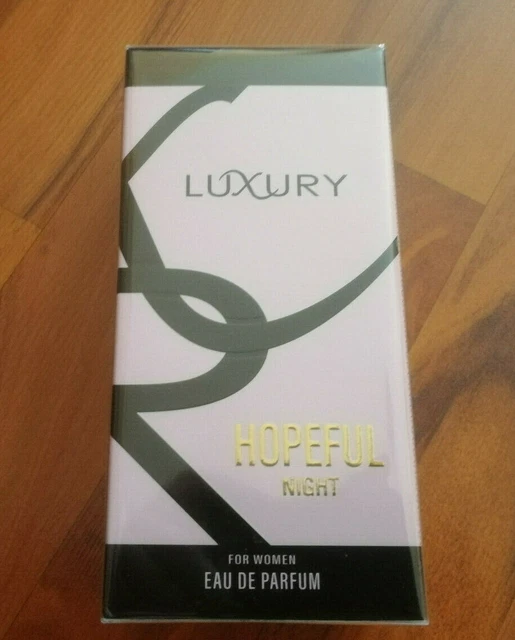 LUXURY
HOPEFUL
NIGHT
FOR WOMEN
EAU DE PARFUM